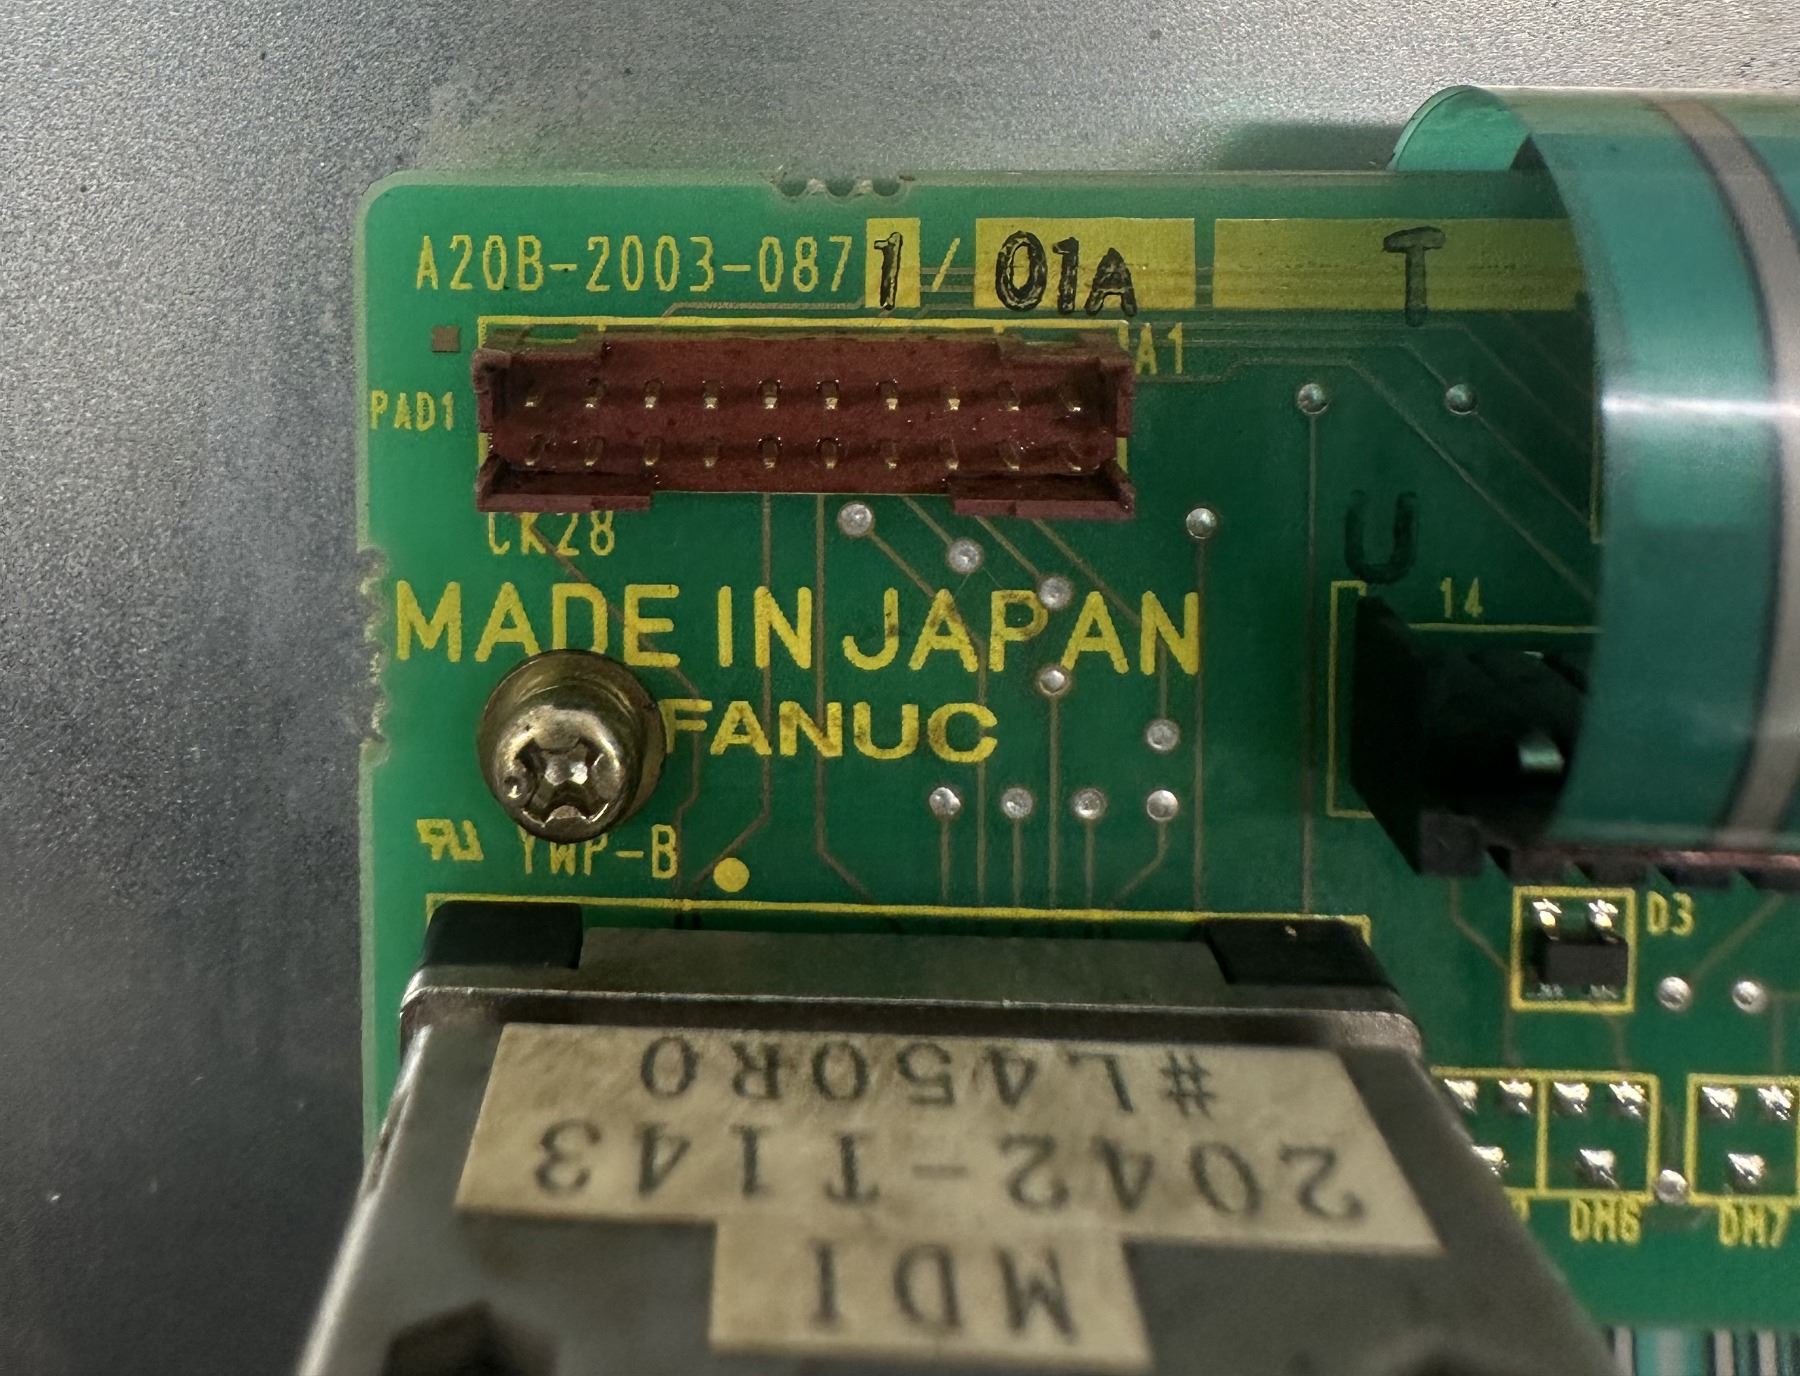 A20B-2003-0871/01A T
A1
PAD1
CK28
U
14
MADE IN JAPAN
FANUC
YWP-B
D3
DM6
DM7
MDI
2042-T143
#L450R0